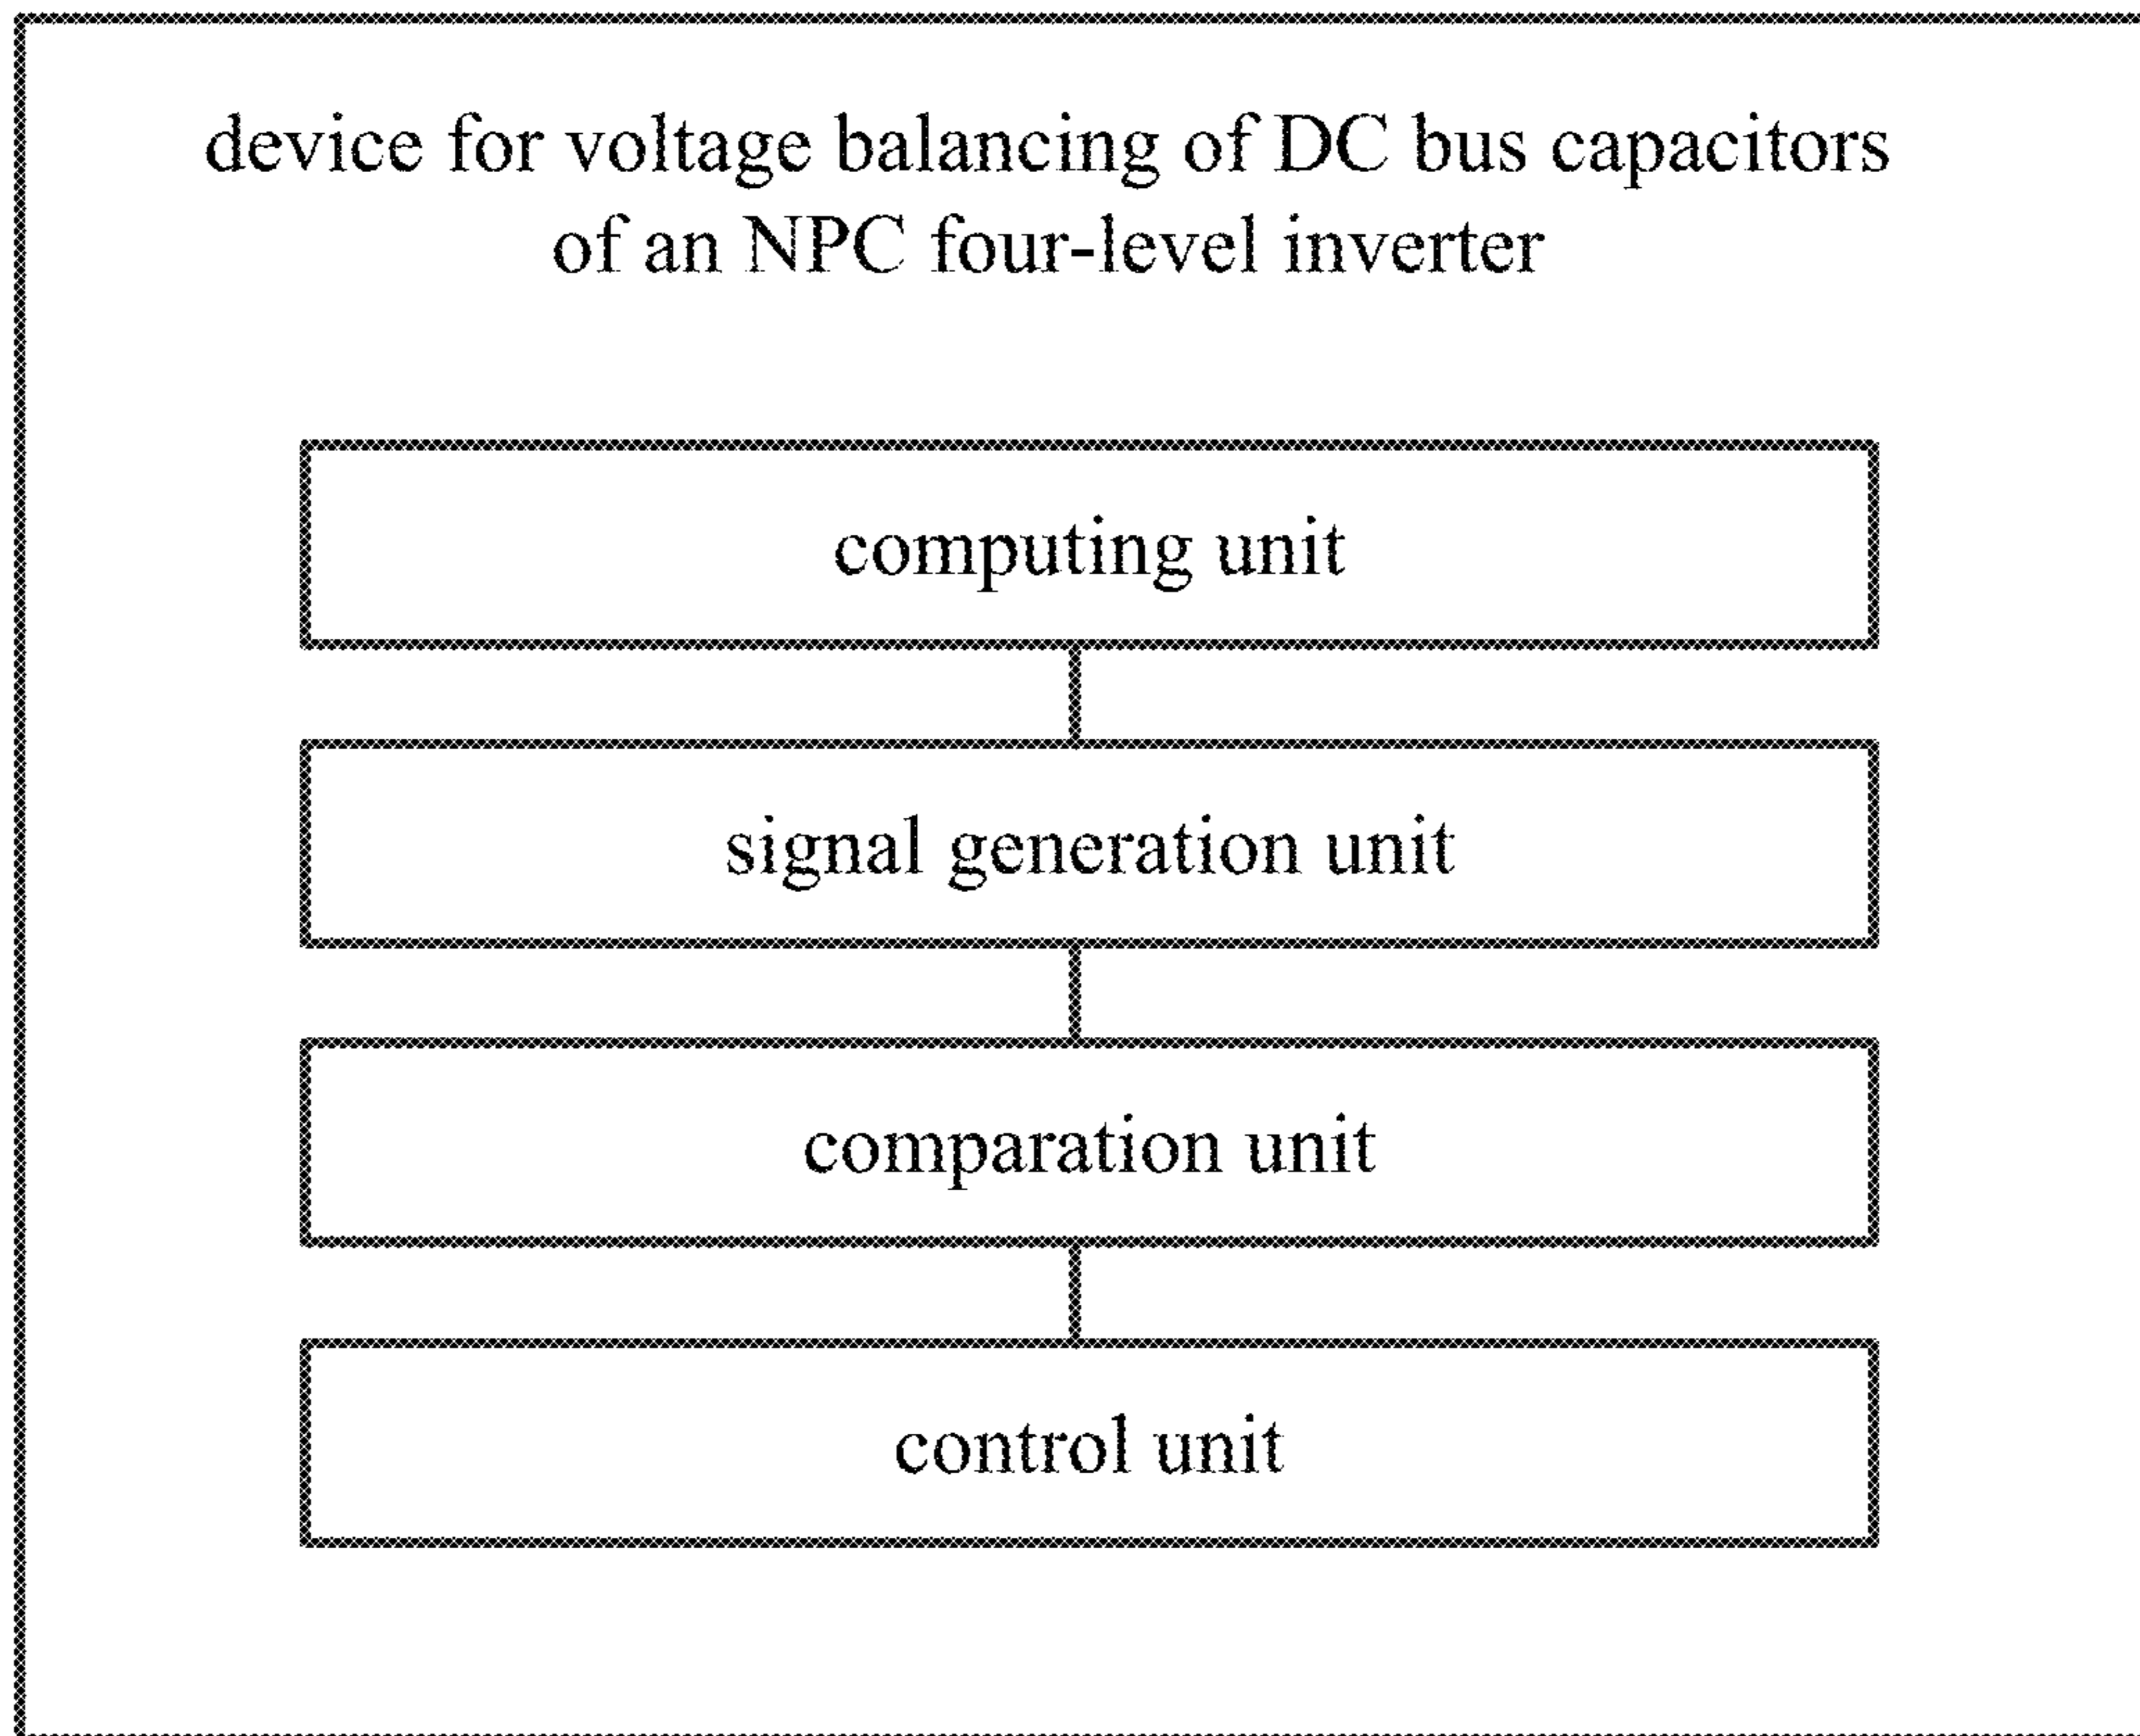 device for voltage balancing of DC bus capacitors
of an NPC four-level inverter
computing unit
signal generation unit
comparation unit
control unit